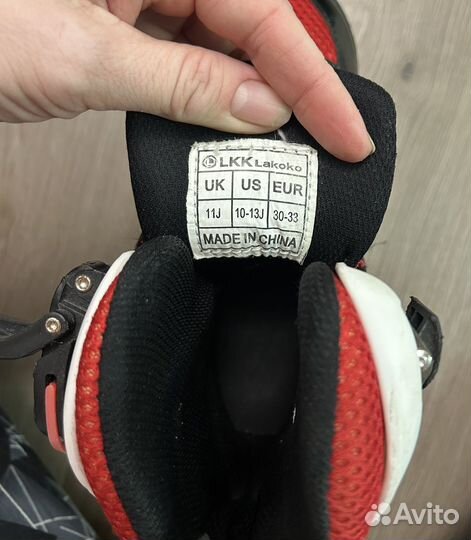 LKK Lakoko
UK US EUR
11J 10-13J 30-33
MADE IN CHINA
Avito